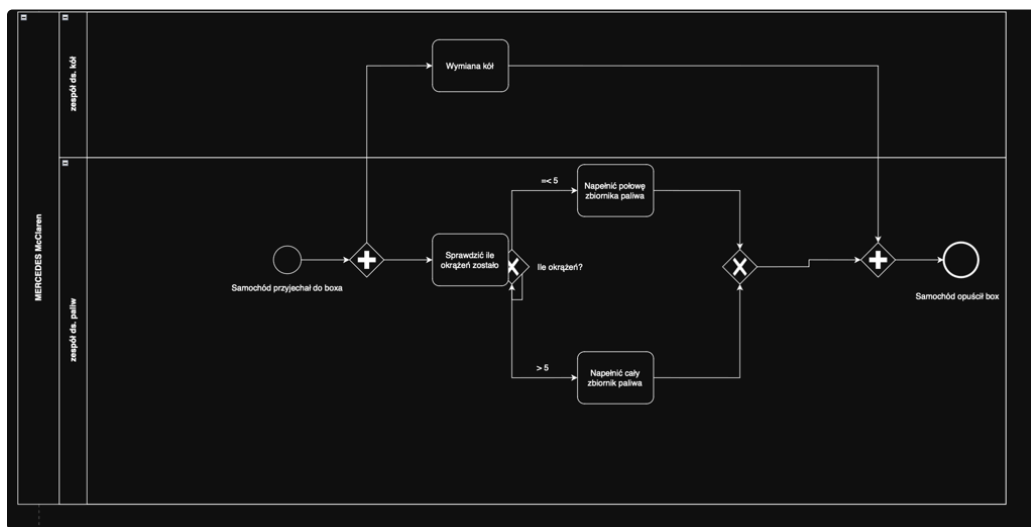 MERCEDES McClaren
zespół ds. kół
zespół ds. paliw
Wymiana kół
Samochód przyjechał do boxa
Sprawdzić ile
okrążeń zostało
Ile okrążeń?
=< 5
Napełnić połowę
zbiornika paliwa
> 5
Napełnić cały
zbiornik paliwa
Samochód opuścił box